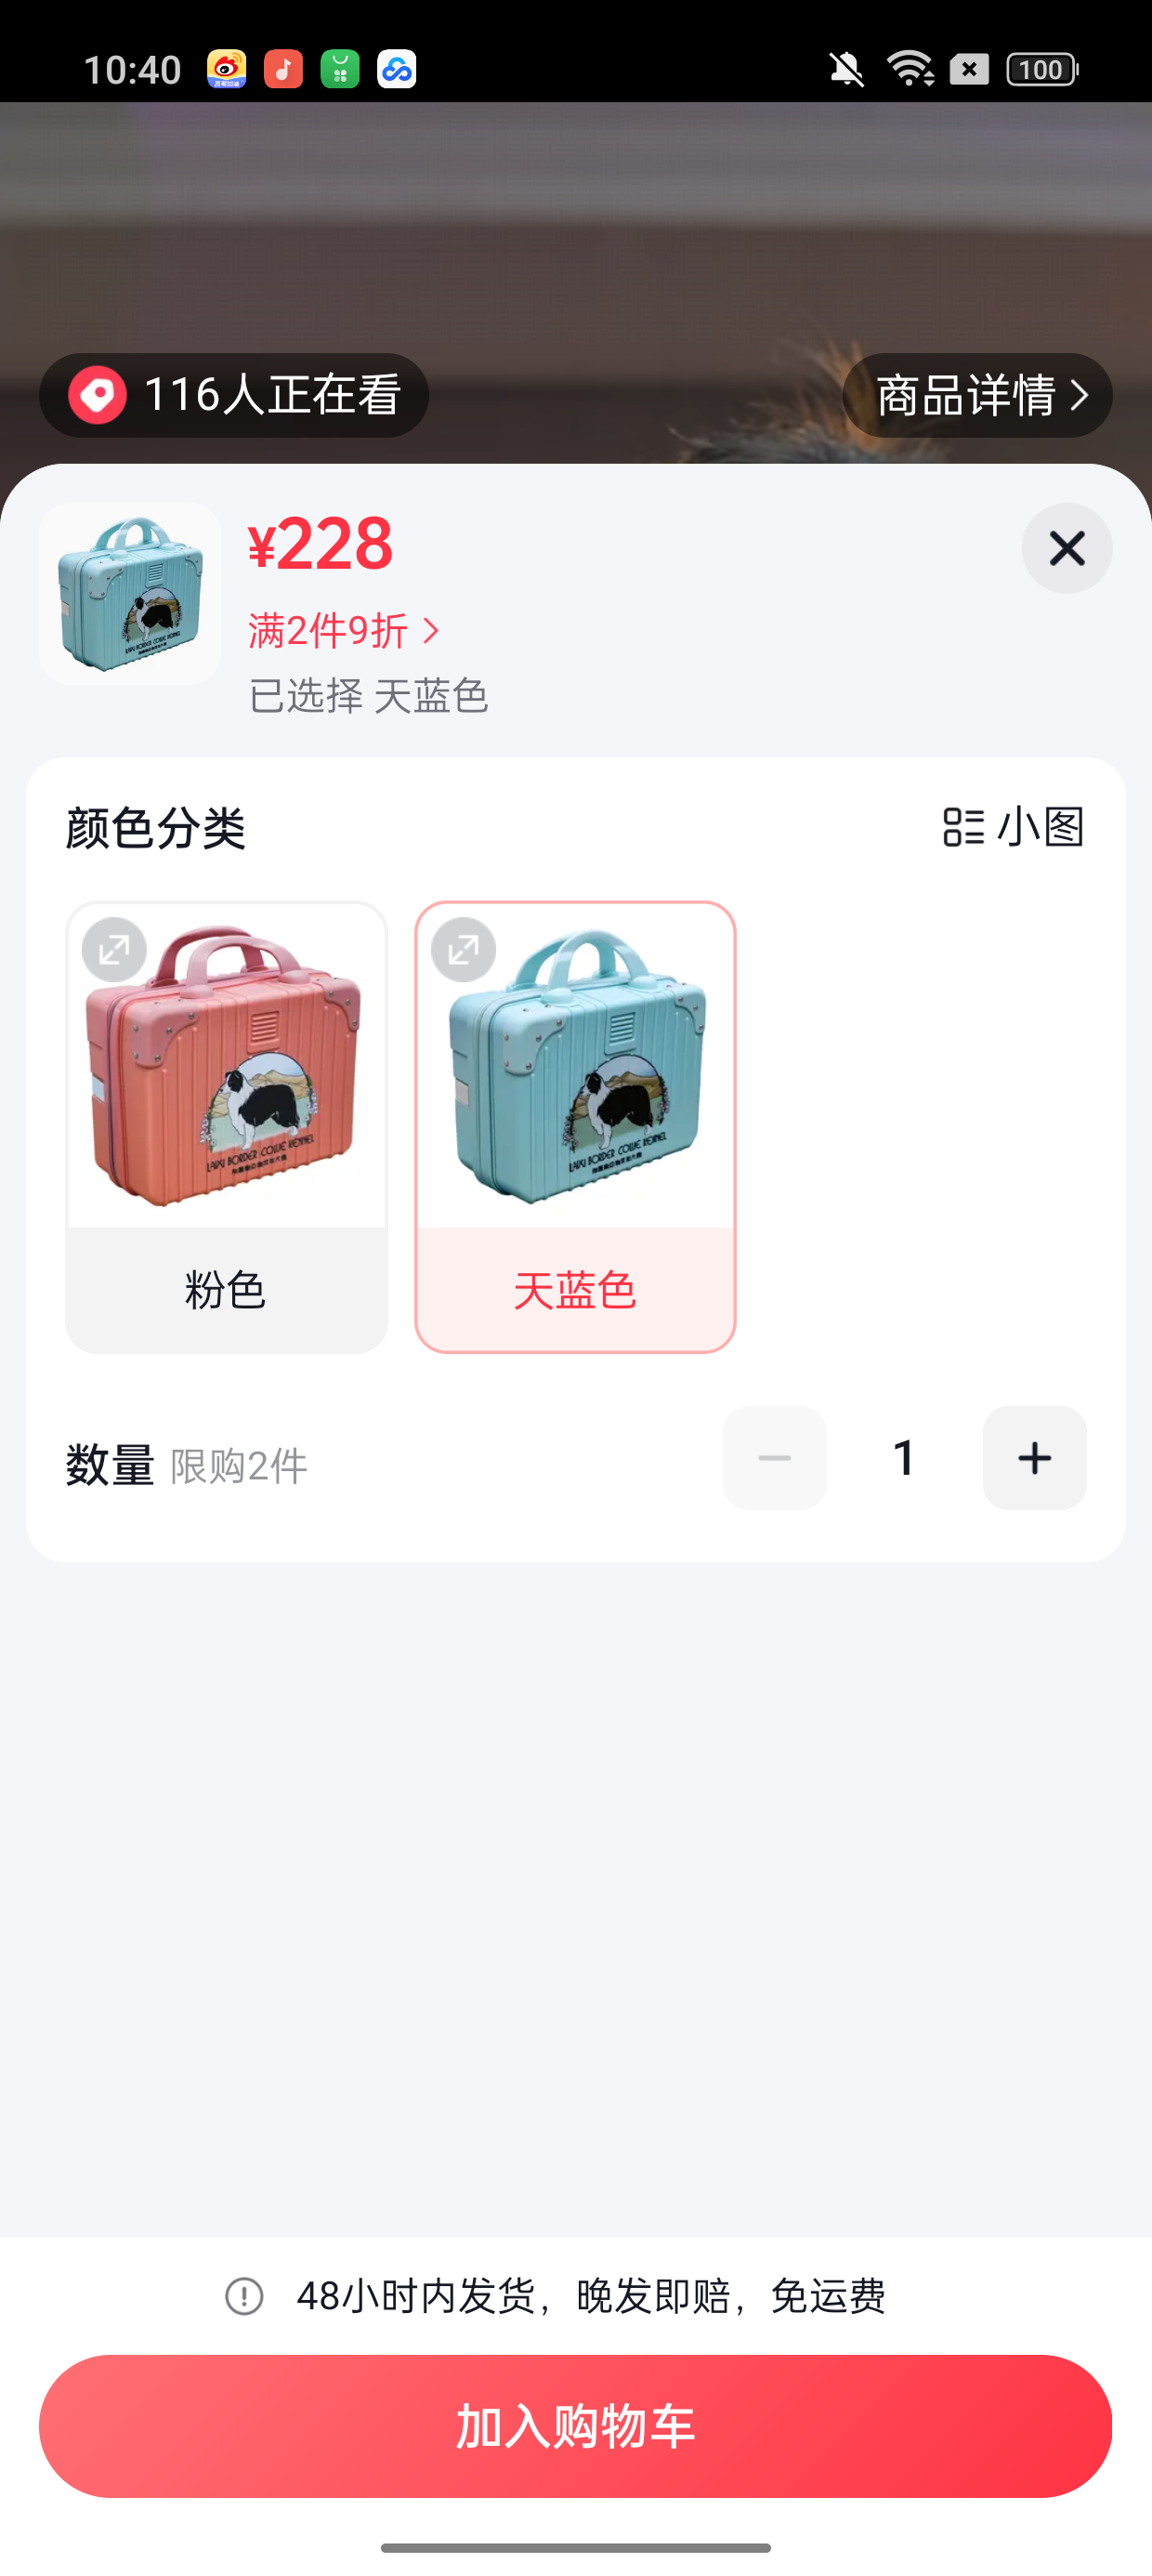 10:40
100
116人正在看
商品详情
¥228
满2件9折
已选择 天蓝色
颜色分类
小图
LAIXI BORDER COLLIE KENNEL
LAIXI BORDER COLLIE KENNEL
粉色
天蓝色
数量 限购2件
1
48小时内发货，晚发即赔，免运费
加入购物车